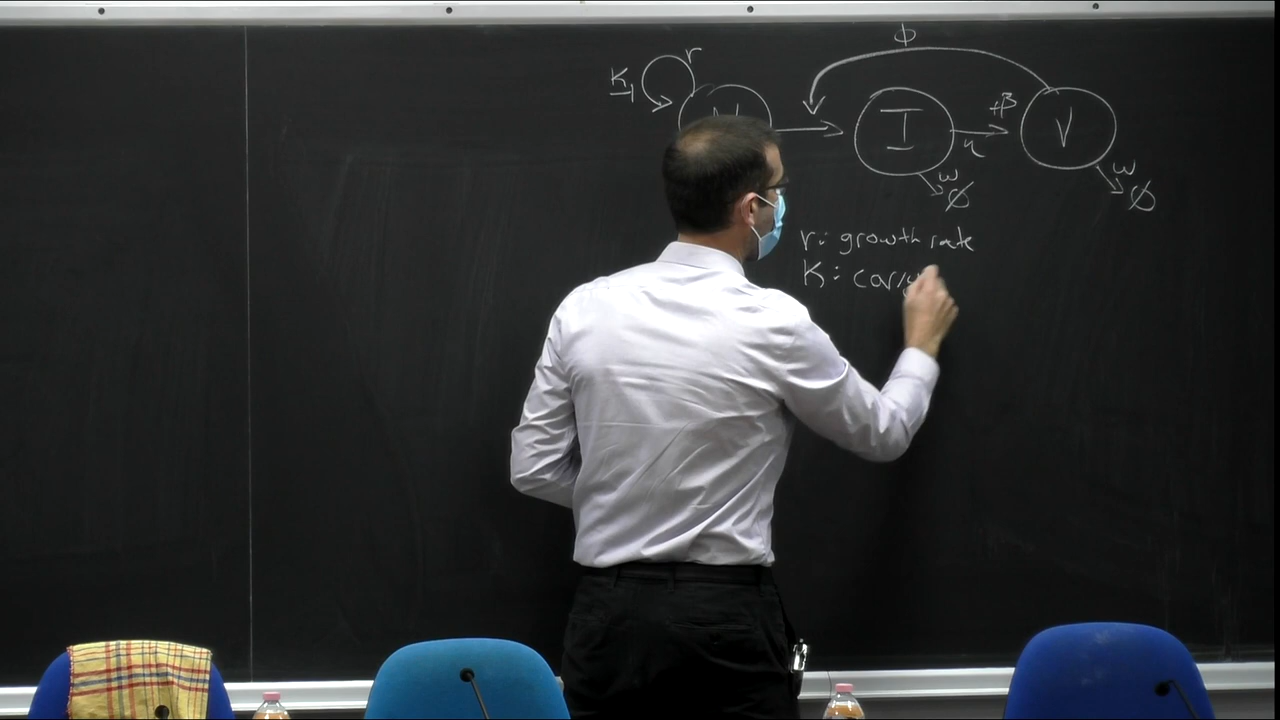 ϕ
r
K
I
+β
η
V
ω
∅
ω
∅
r: growth rate
K: carry